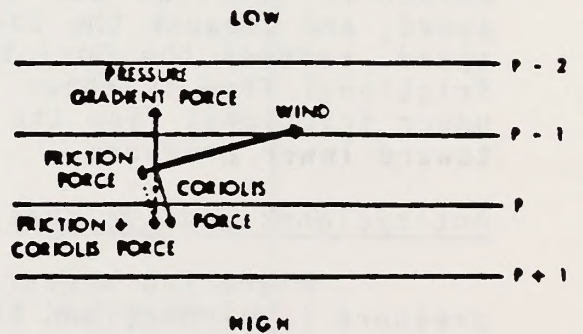 LOW
P - 2
PRESSURE
GRADIENT FORCE
WIND
P - 1
FRICTION
FORCE
CORIOLIS
FORCE
P
FRICTION +
CORIOLIS FORCE
P + 1
HIGH